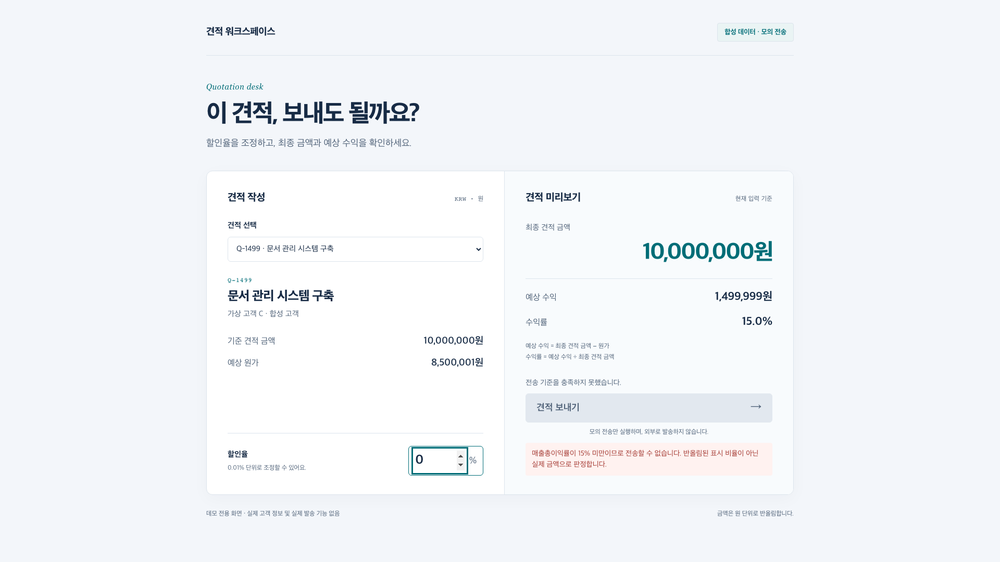 견적 워크스페이스
합성 데이터 · 모의 전송
Quotation desk
이 견적, 보내도 될까요?
할인율을 조정하고, 최종 금액과 예상 수익을 확인하세요.
견적 작성
KRW · 원
견적 선택
Q-1499 · 문서 관리 시스템 구축
Q-1499
문서 관리 시스템 구축
가상 고객 C · 합성 고객
기준 견적 금액
10,000,000원
예상 원가
8,500,001원
할인율
0.01% 단위로 조정할 수 있어요.
0
%
견적 미리보기
현재 입력 기준
최종 견적 금액
10,000,000원
예상 수익
1,499,999원
수익률
15.0%
예상 수익 = 최종 견적 금액 − 원가
수익률 = 예상 수익 ÷ 최종 견적 금액
전송 기준을 충족하지 못했습니다.
견적 보내기 →
모의 전송만 실행하며, 외부로 발송하지 않습니다.
매출총이익률이 15% 미만이므로 전송할 수 없습니다. 반올림된 표시 비율이 아닌
실제 금액으로 판정합니다.
데모 전용 화면 · 실제 고객 정보 및 실제 발송 기능 없음
금액은 원 단위로 반올림합니다.